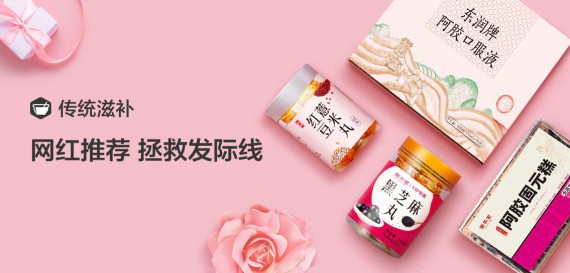 传统滋补
网红推荐 拯救发际线
东润牌
阿胶口服液
红薏
豆米
丸
黑芝麻
丸
阿胶固元糕